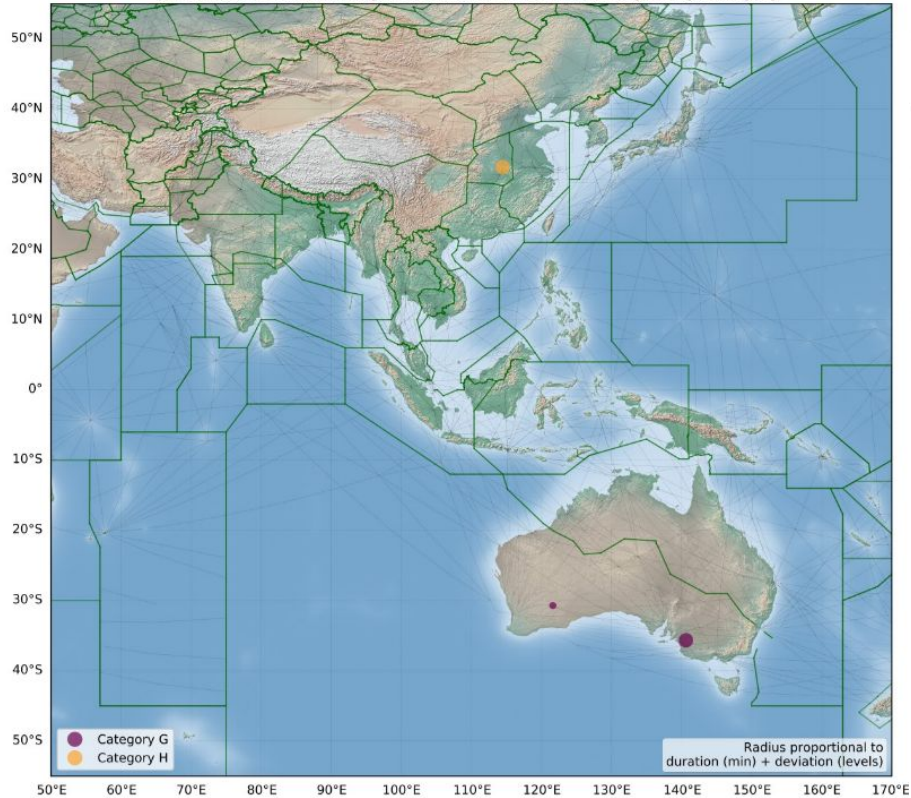 50°N
40°N
30°N
20°N
10°N
0°
10°S
20°S
30°S
40°S
50°S
Category G
Category H
Radius proportional to
duration (min) + deviation (levels)
50°E 60°E 70°E 80°E 90°E 100°E 110°E 120°E 130°E 140°E 150°E 160°E 170°E